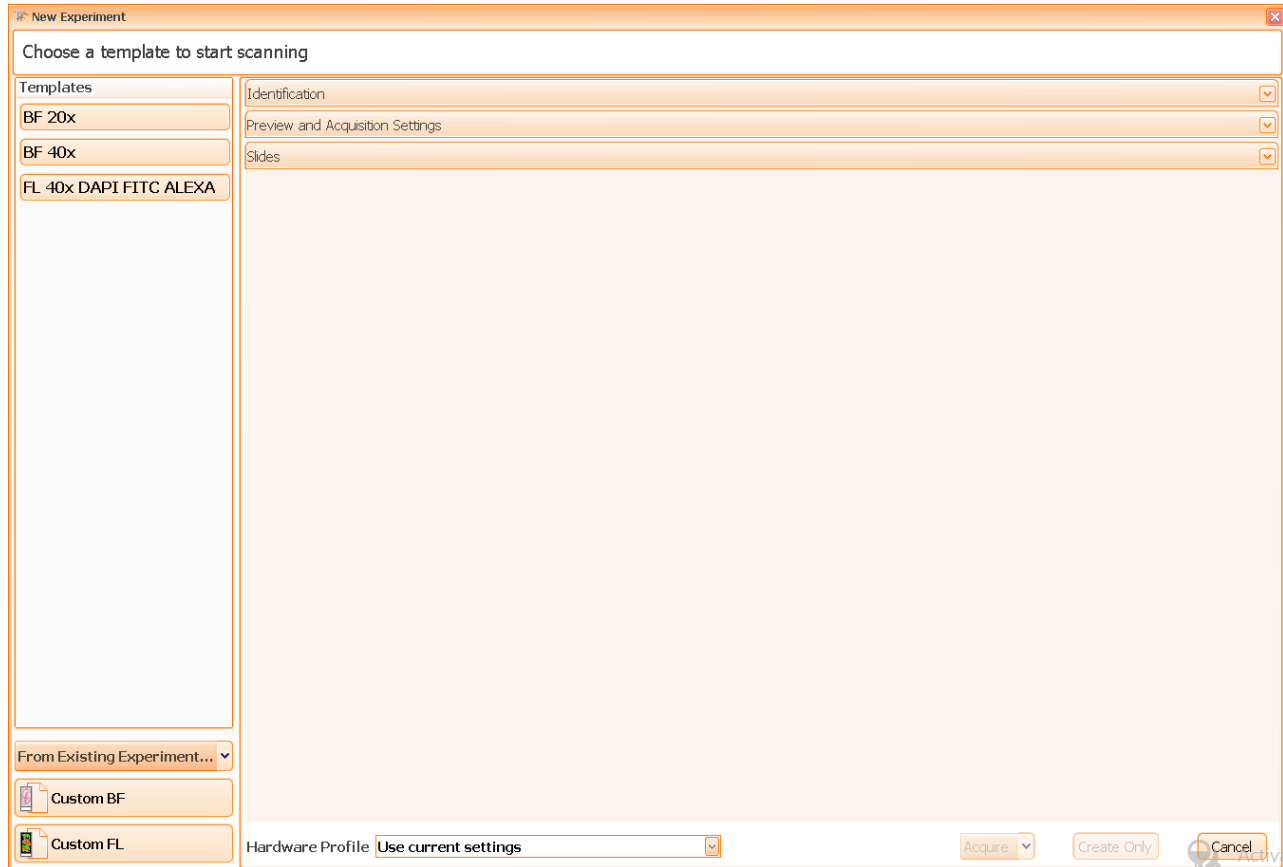 New Experiment
Choose a template to start scanning
Templates
BF 20x
BF 40x
FL 40x DAPI FITC ALEXA
Identification
Preview and Acquisition Settings
Slides
From Existing Experiment...
Custom BF
Custom FL
Hardware Profile Use current settings
Acquire
Create Only
Cancel
Activ